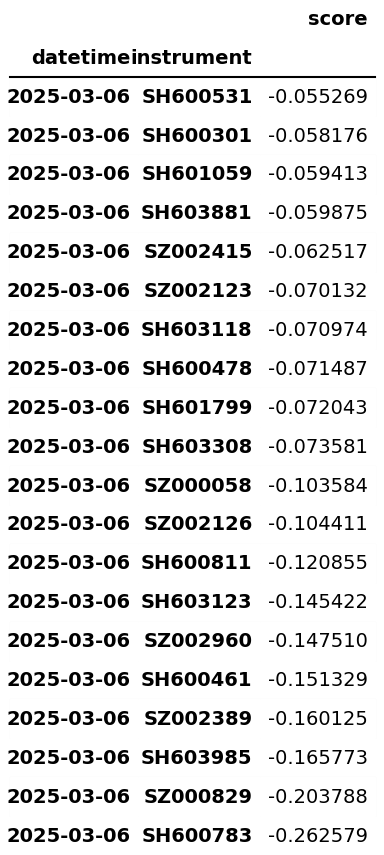 score
datetime instrument
2025-03-06 SH600531 -0.055269
2025-03-06 SH600301 -0.058176
2025-03-06 SH601059 -0.059413
2025-03-06 SH603881 -0.059875
2025-03-06 SZ002415 -0.062517
2025-03-06 SZ002123 -0.070132
2025-03-06 SH603118 -0.070974
2025-03-06 SH600478 -0.071487
2025-03-06 SH601799 -0.072043
2025-03-06 SH603308 -0.073581
2025-03-06 SZ000058 -0.103584
2025-03-06 SZ002126 -0.104411
2025-03-06 SH600811 -0.120855
2025-03-06 SH603123 -0.145422
2025-03-06 SZ002960 -0.147510
2025-03-06 SH600461 -0.151329
2025-03-06 SZ002389 -0.160125
2025-03-06 SH603985 -0.165773
2025-03-06 SZ000829 -0.203788
2025-03-06 SH600783 -0.262579